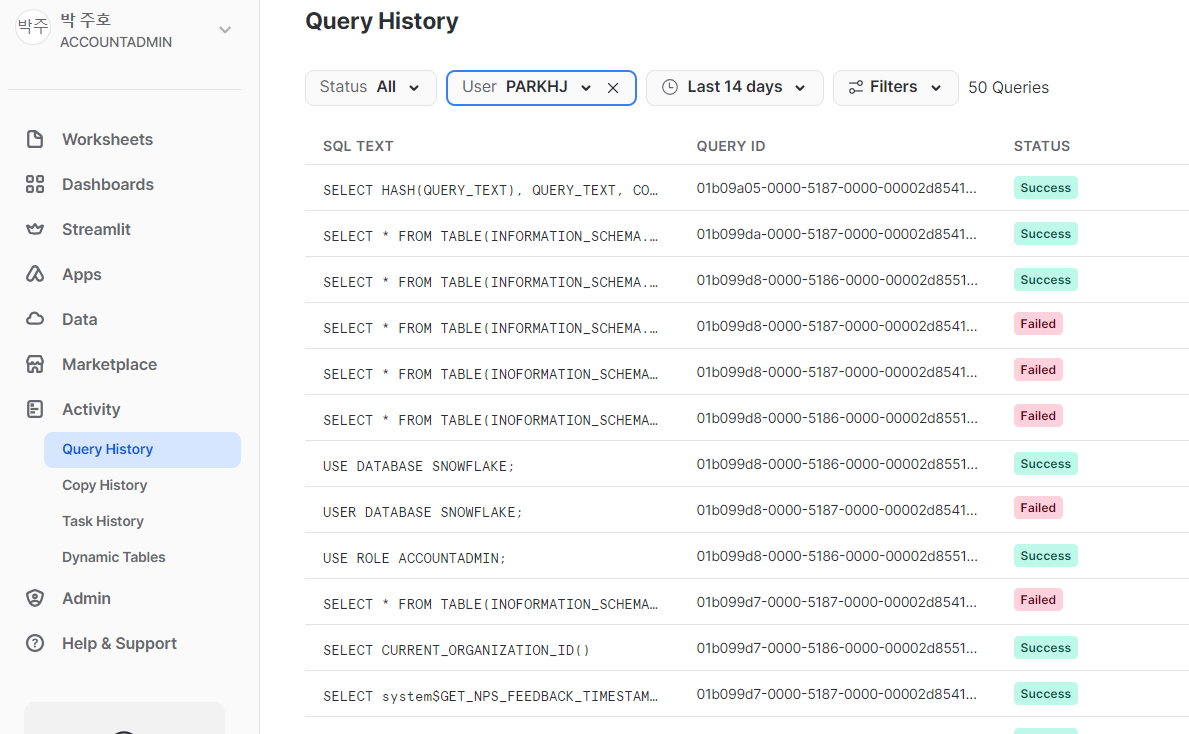 박주
박 주호
ACCOUNTADMIN
Worksheets
Dashboards
Streamlit
Apps
Data
Marketplace
Activity
Query History
Copy History
Task History
Dynamic Tables
Admin
Help & Support
Query History
Status All
User PARKHJ
Last 14 days
Filters
50 Queries
SQL TEXT QUERY ID STATUS
SELECT HASH(QUERY_TEXT), QUERY_TEXT, CO… 01b09a05-0000-5187-0000-00002d8541... Success
SELECT * FROM TABLE(INFORMATION_SCHEMA.… 01b099da-0000-5187-0000-00002d8541... Success
SELECT * FROM TABLE(INFORMATION_SCHEMA.… 01b099d8-0000-5186-0000-00002d8551... Success
SELECT * FROM TABLE(INFORMATION_SCHEMA.… 01b099d8-0000-5187-0000-00002d8541... Failed
SELECT * FROM TABLE(INOFORMATION_SCHEMA… 01b099d8-0000-5187-0000-00002d8541... Failed
SELECT * FROM TABLE(INOFORMATION_SCHEMA… 01b099d8-0000-5186-0000-00002d8551... Failed
USE DATABASE SNOWFLAKE; 01b099d8-0000-5186-0000-00002d8551... Success
USER DATABASE SNOWFLAKE; 01b099d8-0000-5187-0000-00002d8541... Failed
USE ROLE ACCOUNTADMIN; 01b099d8-0000-5186-0000-00002d8551... Success
SELECT * FROM TABLE(INOFORMATION_SCHEMA… 01b099d7-0000-5187-0000-00002d8541... Failed
SELECT CURRENT_ORGANIZATION_ID() 01b099d7-0000-5186-0000-00002d8551... Success
SELECT system$GET_NPS_FEEDBACK_TIMESTAM… 01b099d7-0000-5187-0000-00002d8541... Success